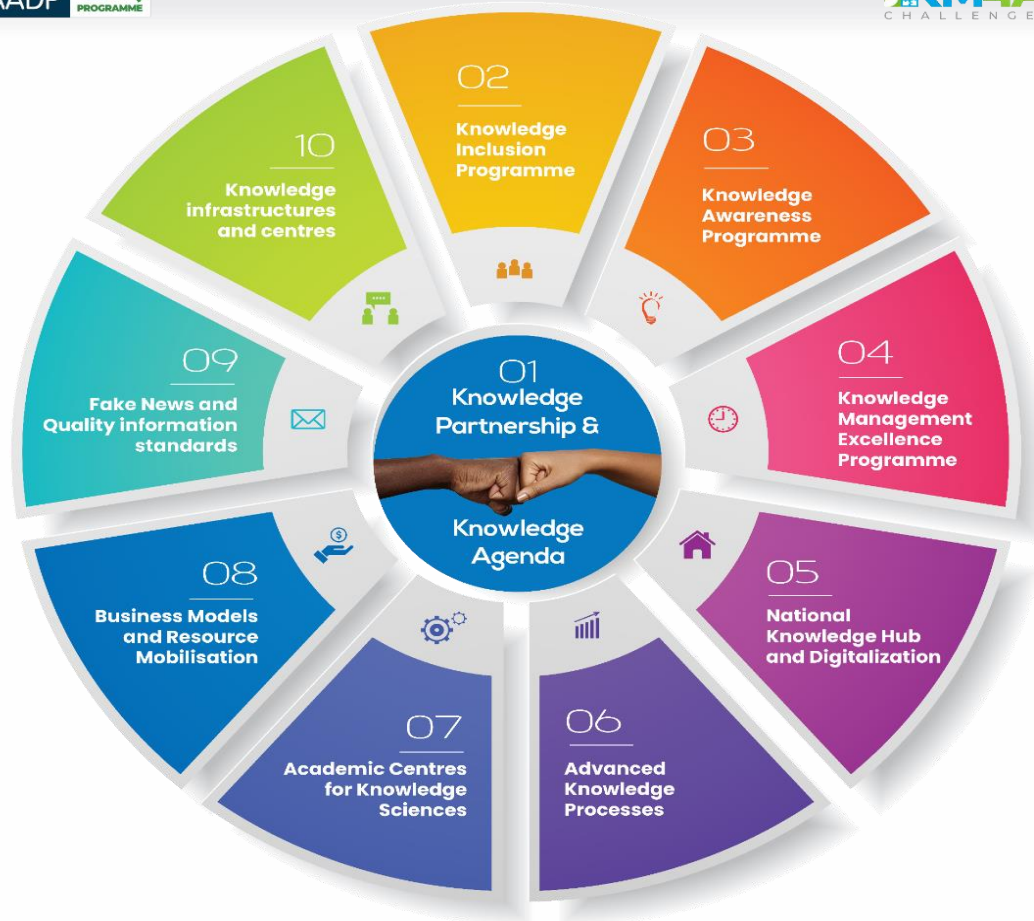 PROGRAMME
CHALLENGE
01
Knowledge
Partnership &
Knowledge
Agenda
02
Knowledge
Inclusion
Programme
03
Knowledge
Awareness
Programme
04
Knowledge
Management
Excellence
Programme
05
National
Knowledge Hub
and Digitalization
06
Advanced
Knowledge
Processes
07
Academic Centres
for Knowledge
Sciences
08
Business Models
and Resource
Mobilisation
09
Fake News and
Quality information
standards
10
Knowledge
infrastructures
and centres